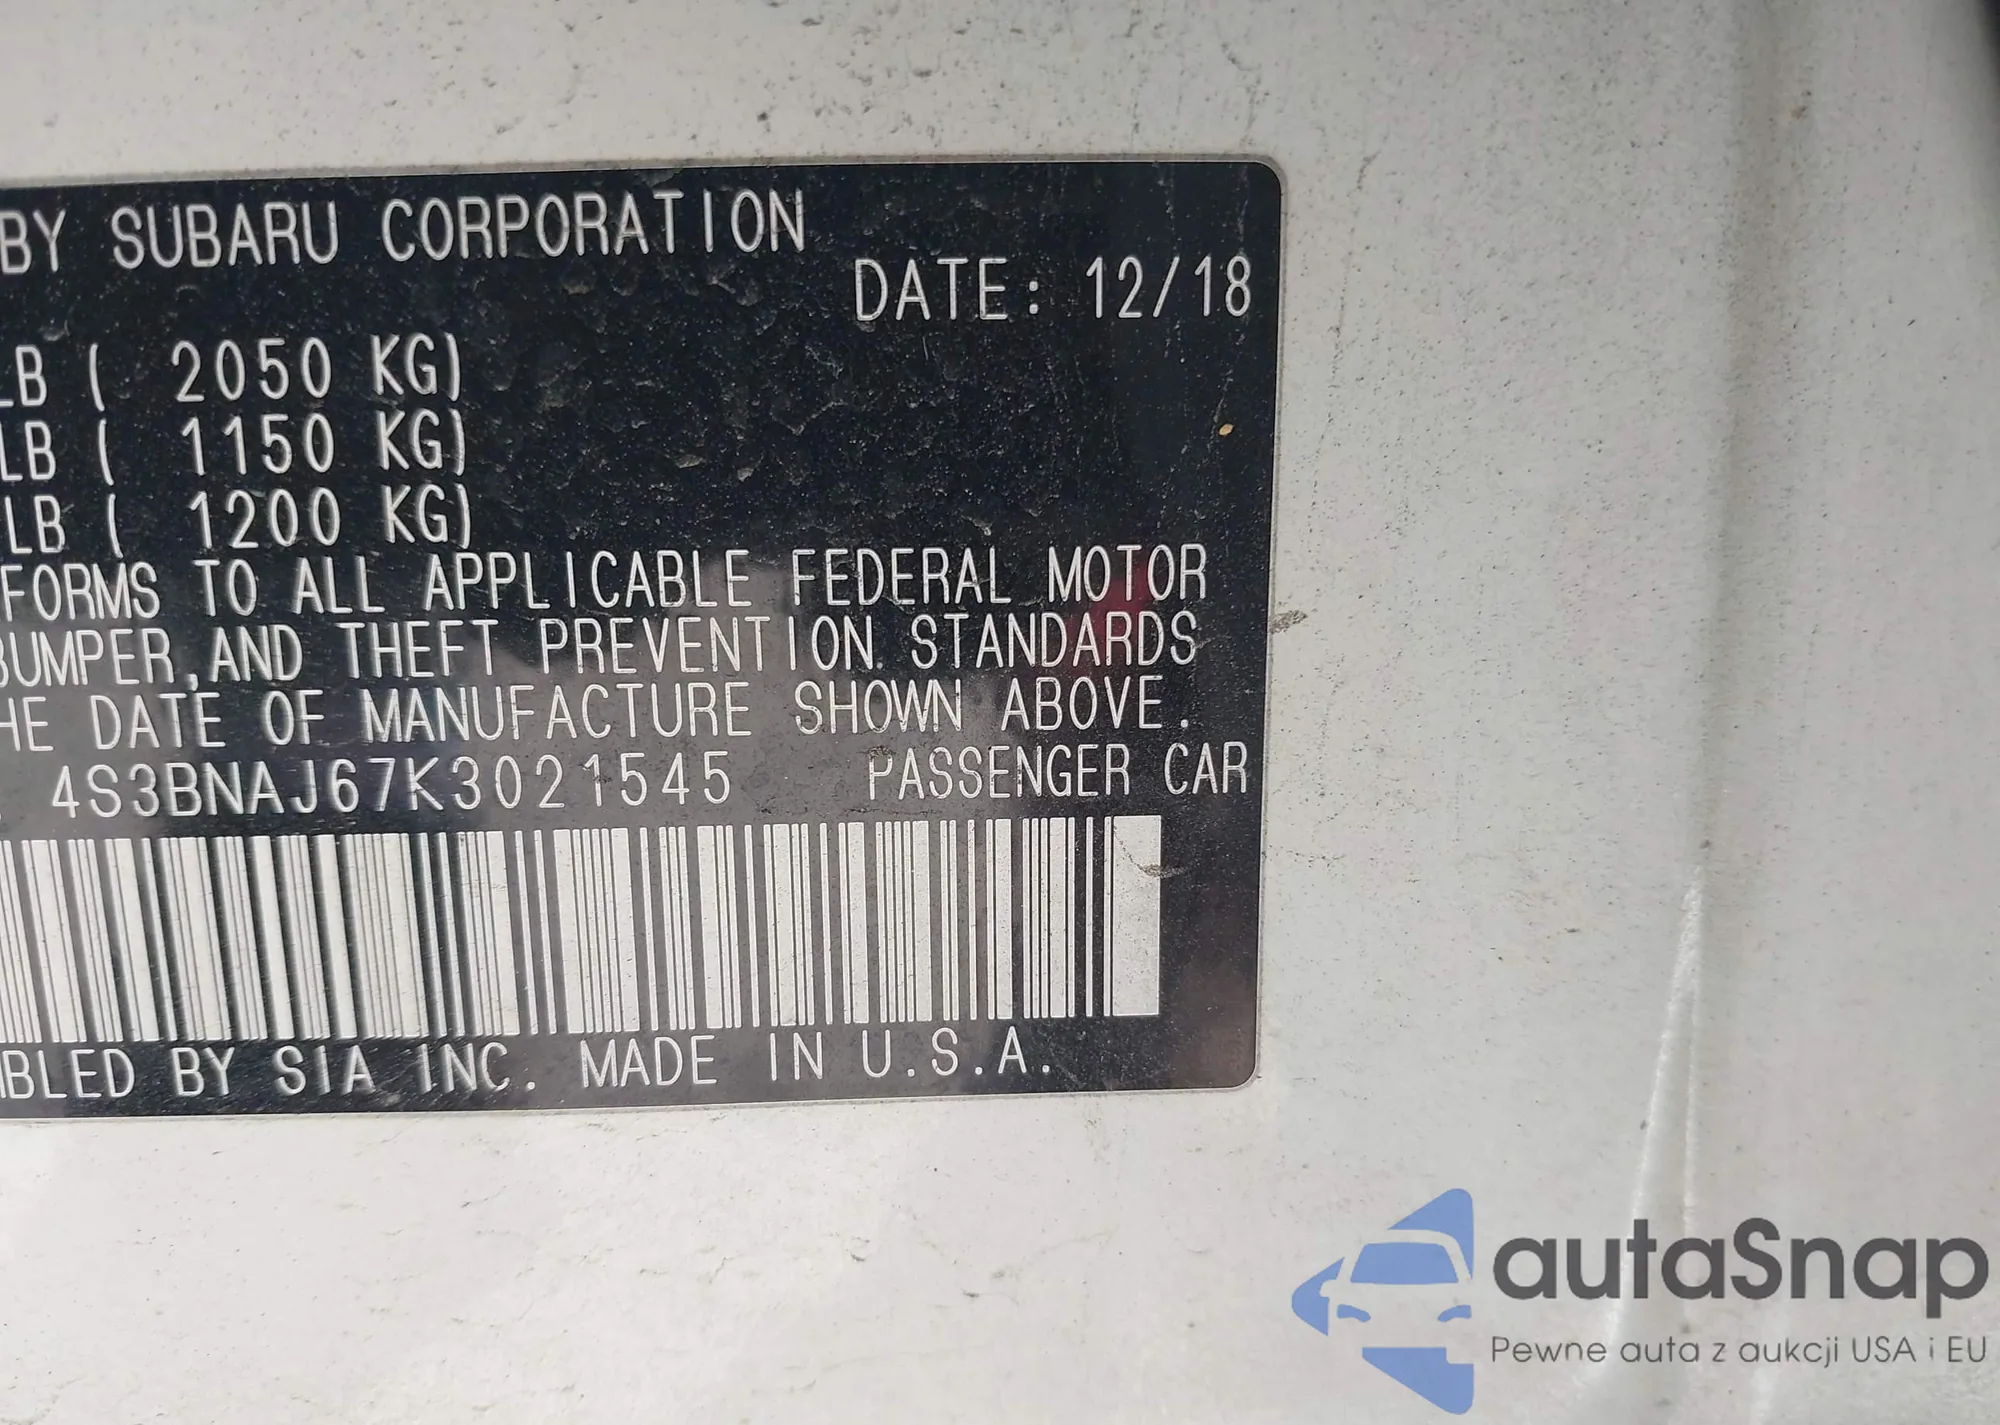 BY SUBARU CORPORATION
DATE: 12/18
LB ( 2050 KG)
LB ( 1150 KG)
LB ( 1200 KG)
FORMS TO ALL APPLICABLE FEDERAL MOTOR
BUMPER,AND THEFT PREVENTION STANDARDS
HE DATE OF MANUFACTURE SHOWN ABOVE.
4S3BNAJ67K3021545 PASSENGER CAR
BLED BY SIA INC. MADE IN U.S.A.
autaSnap
Pewne auta z aukcji USA i EU